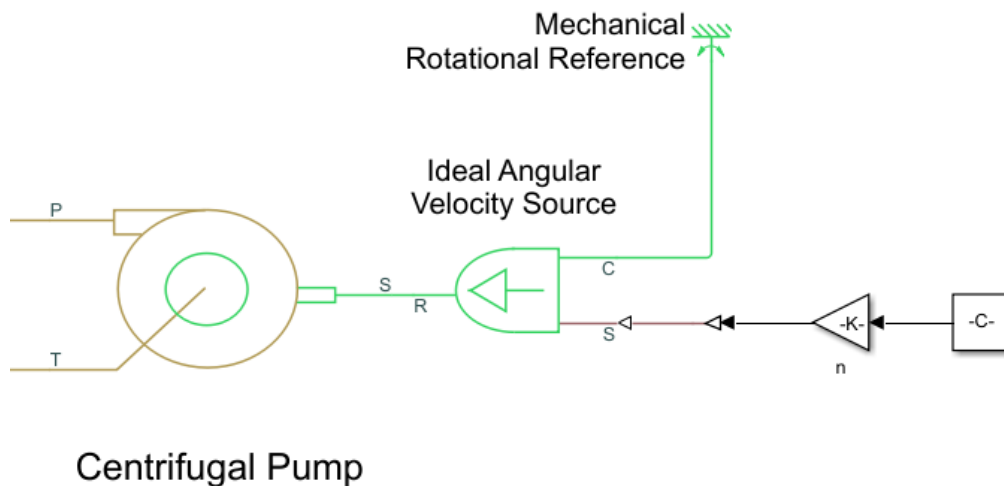 Mechanical
Rotational Reference
Ideal Angular
Velocity Source
P
C
S
R
S
-K-
-C-
T
n
Centrifugal Pump